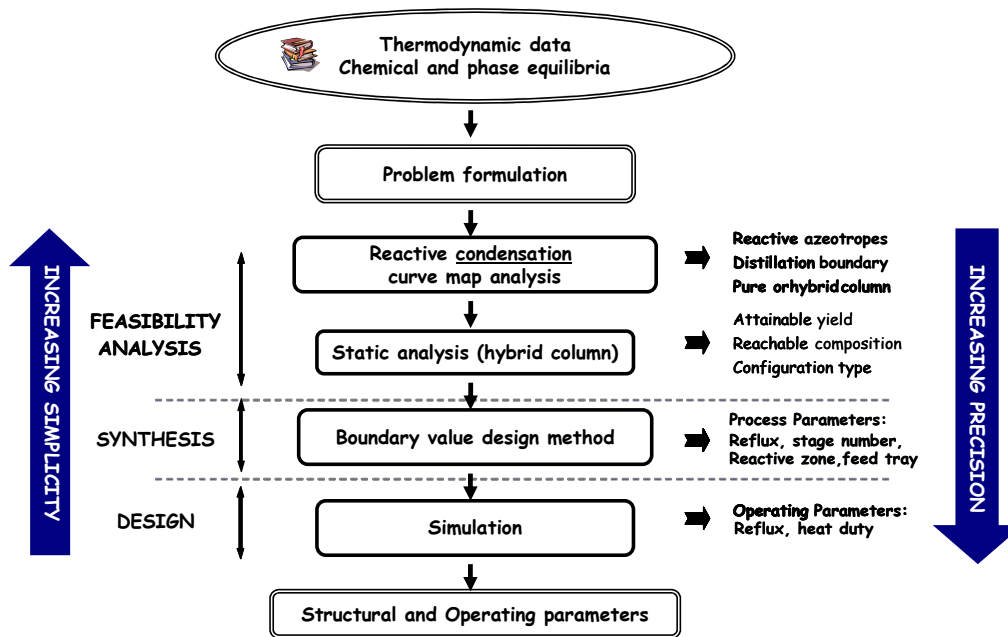 Thermodynamic data
Chemical and phase equilibria
Problem formulation
Reactive condensation
curve map analysis
Reactive azeotropes
Distillation boundary
Pure orhybrid column
FEASIBILITY
ANALYSIS
Static analysis (hybrid column)
Attainable yield
Reachable composition
Configuration type
SYNTHESIS
Boundary value design method
Process Parameters:
Reflux, stage number,
Reactive zone,feed tray
DESIGN
Simulation
Operating Parameters:
Reflux, heat duty
Structural and Operating parameters
INCREASING SIMPLICITY
INCREASING PRECISION